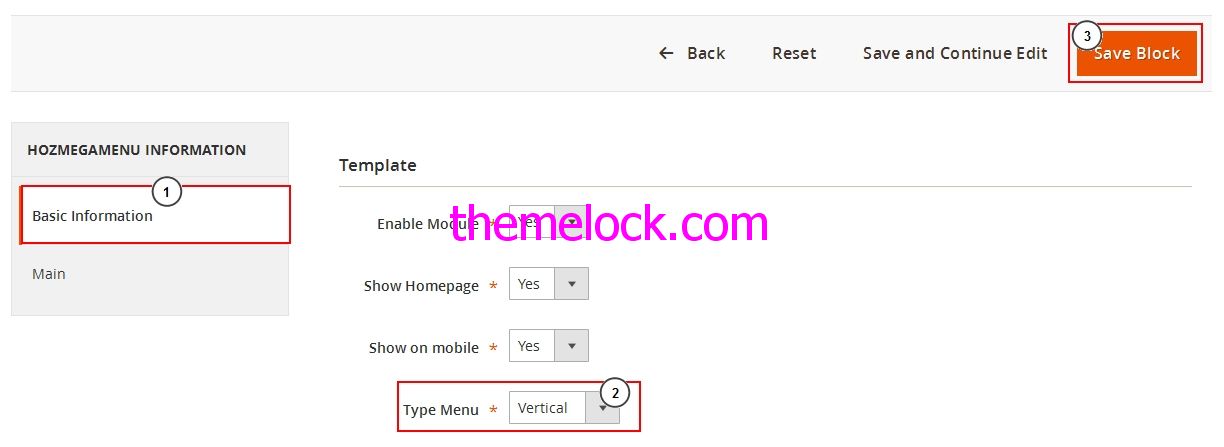 ← Back Reset Save and Continue Edit 3 Save Block
HOZMEGAMENU INFORMATION
1
Basic Information
Main
Template
Enable Module * Yes
themelock.com
Show Homepage * Yes
Show on mobile * Yes
Type Menu * Vertical 2